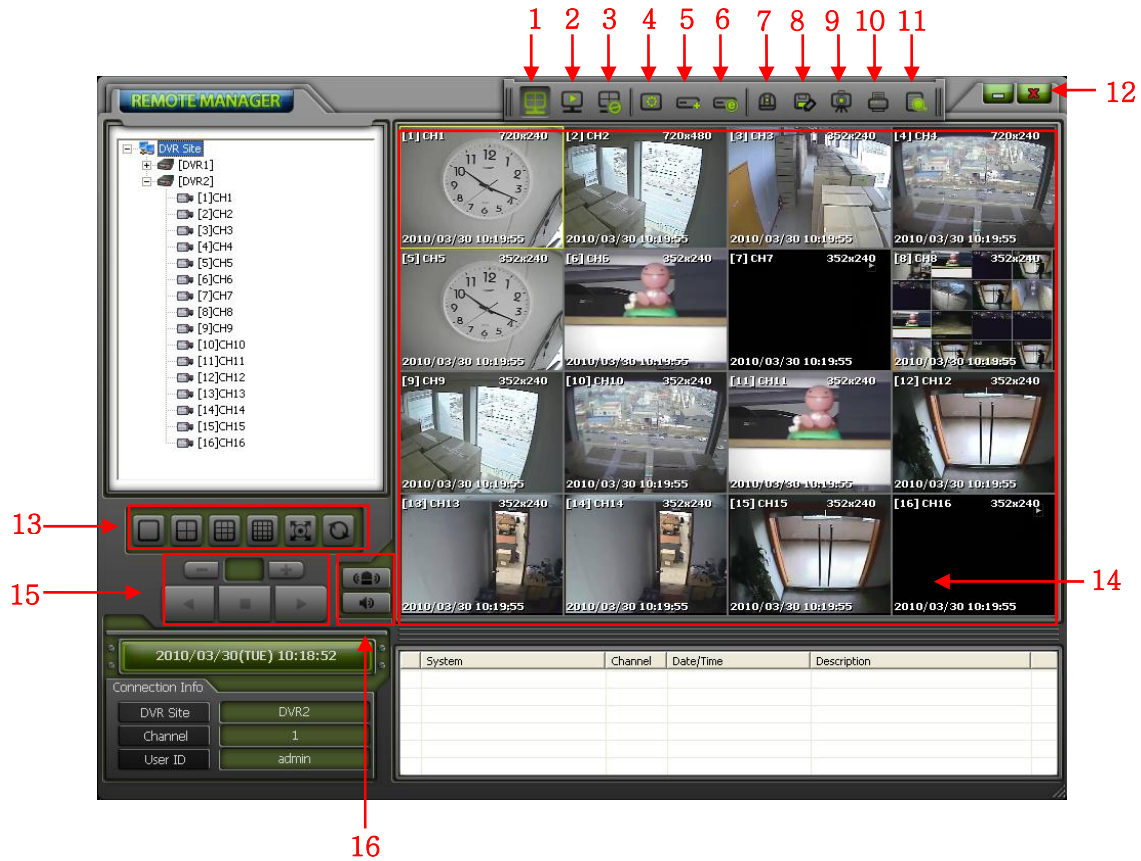 1 2 3 4 5 6 7 8 9 10 11
12
REMOTE MANAGER
DVR Site
[DVR1]
[DVR2]
[1]CH1
[2]CH2
[3]CH3
[4]CH4
[5]CH5
[6]CH6
[7]CH7
[8]CH8
[9]CH9
[10]CH10
[11]CH11
[12]CH12
[13]CH13
[14]CH14
[15]CH15
[16]CH16
[1] CH1 720x240 [2] CH2 720x480 [3] CH3 352x240 [4] CH4 720x240
2010/03/30 10:19:55 2010/03/30 10:19:55 2010/03/30 10:19:55 2010/03/30 10:19:55
[5] CH5 352x240 [6] CH6 352x240 [7] CH7 352x240 [8] CH8 352x240
2010/03/30 10:19:55 2010/03/30 10:19:55 2010/03/30 10:19:55 2010/03/30 10:19:55
[9] CH9 352x240 [10] CH10 352x240 [11] CH11 352x240 [12] CH12 352x240
2010/03/30 10:19:55 2010/03/30 10:19:55 2010/03/30 10:19:55 2010/03/30 10:19:55
[13] CH13 352x240 [14] CH14 352x240 [15] CH15 352x240 [16] CH16 352x240
2010/03/30 10:19:55 2010/03/30 10:19:55 2010/03/30 10:19:55 2010/03/30 10:19:55
13
14
15
2010/03/30(TUE) 10:18:52
Connection Info
DVR Site DVR2
Channel 1
User ID admin
System Channel Date/Time Description
16